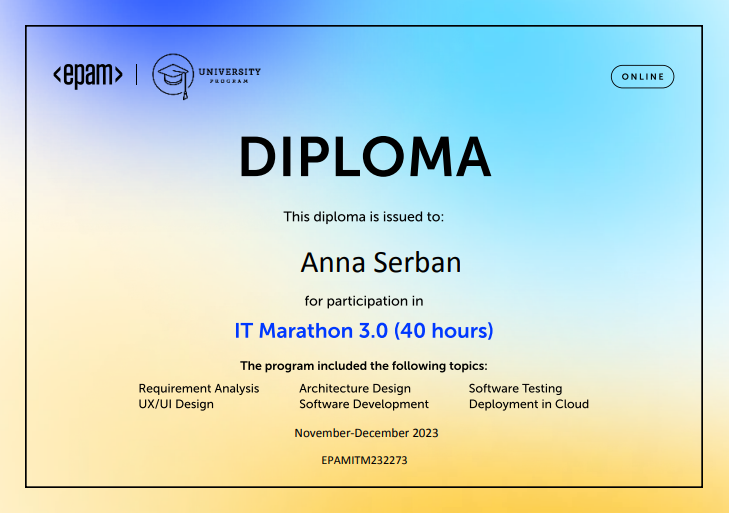 <epam> | UNIVERSITY
PROGRAM
ONLINE
DIPLOMA
This diploma is issued to:
Anna Serban
for participation in
IT Marathon 3.0 (40 hours)
The program included the following topics:
Requirement Analysis Architecture Design Software Testing
UX/UI Design Software Development Deployment in Cloud
November-December 2023
EPAMITM232273